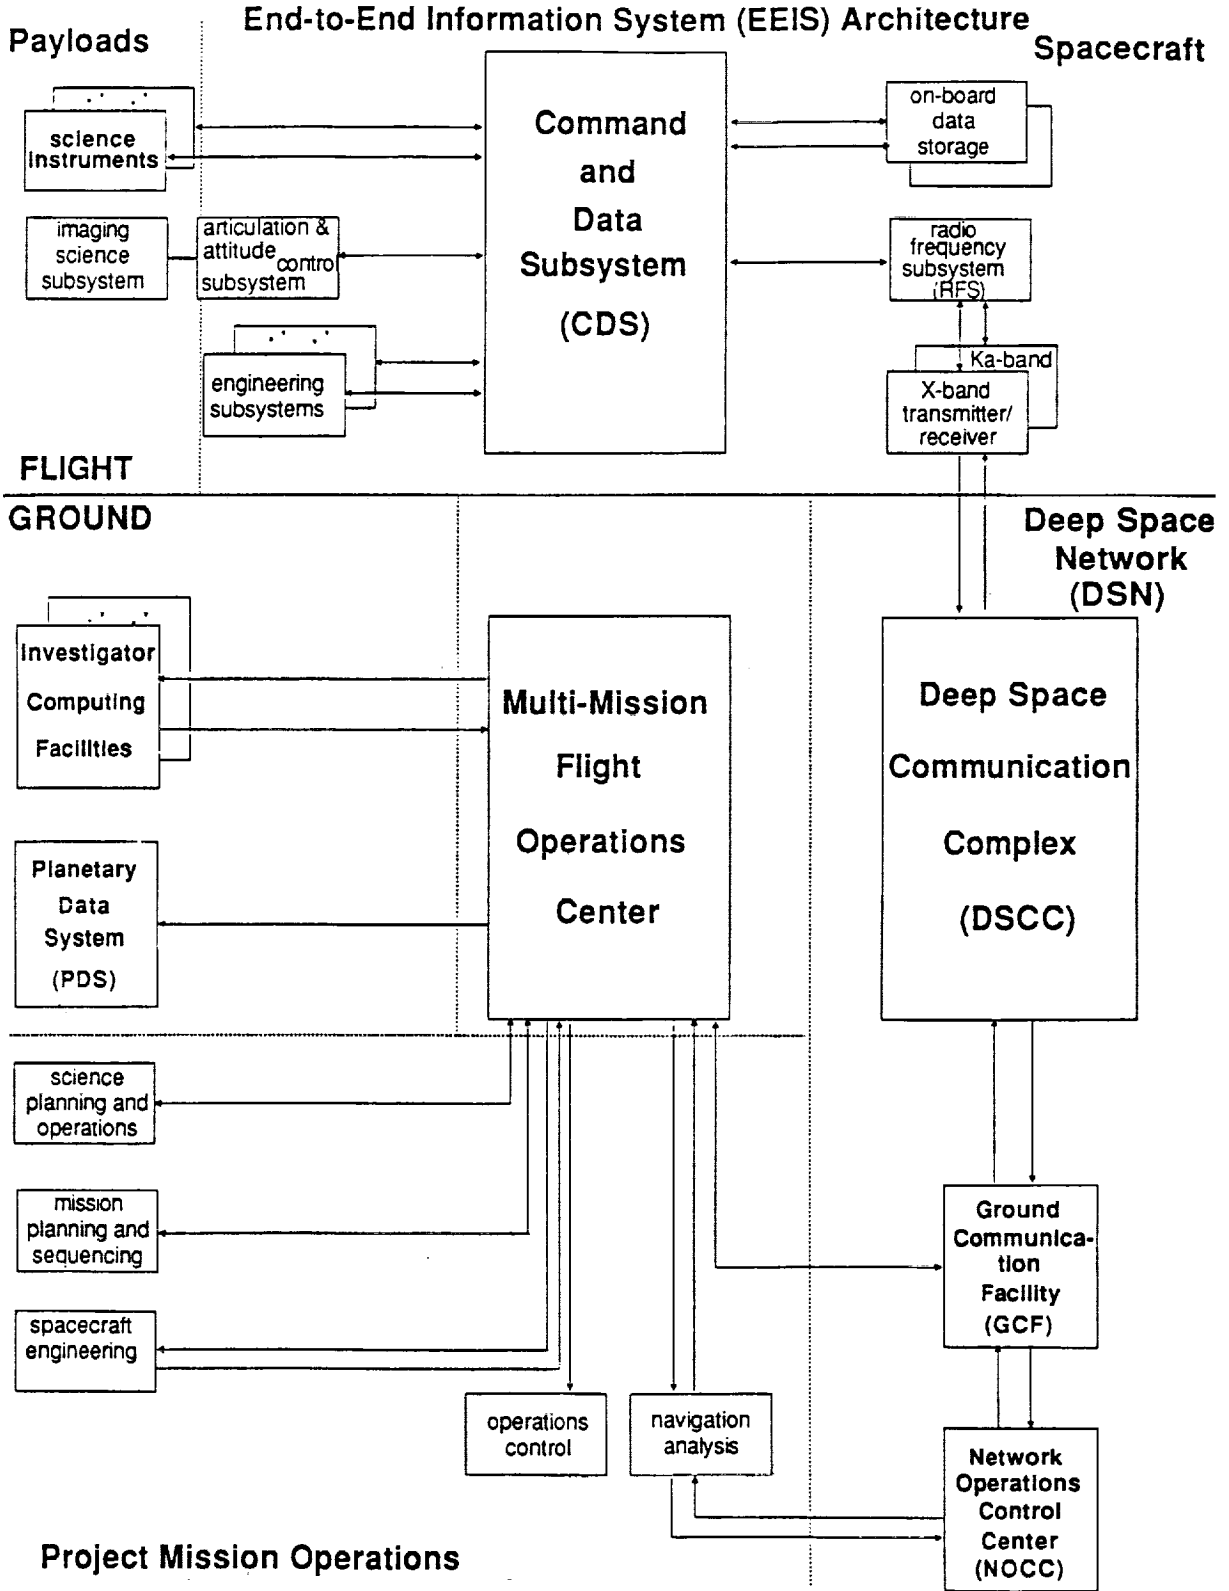 End-to-End Information System (EEIS) Architecture
Payloads
Spacecraft
science
instruments
imaging
science
subsystem
articulation &
attitude control
subsystem
engineering
subsystems
Command
and
Data
Subsystem
(CDS)
on-board
data
storage
radio
frequency
subsystem
(RFS)
Ka-band
X-band
transmitter/
receiver
FLIGHT
GROUND
Deep Space
Network
(DSN)
Investigator
Computing
Facilities
Planetary
Data
System
(PDS)
Multi-Mission
Flight
Operations
Center
Deep Space
Communication
Complex
(DSCC)
science
planning and
operations
mission
planning and
sequencing
spacecraft
engineering
operations
control
navigation
analysis
Ground
Communica-
tion
Facility
(GCF)
Network
Operations
Control
Center
(NOCC)
Project Mission Operations